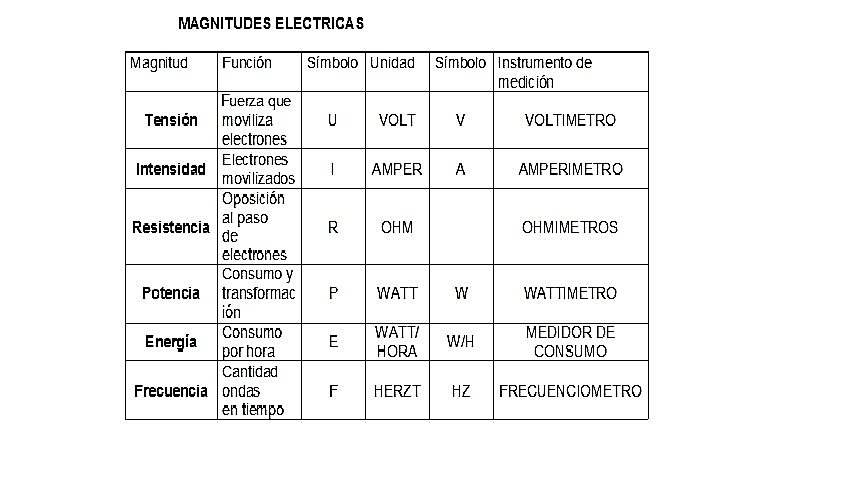 MAGNITUDES ELECTRICAS
Magnitud Función Símbolo Unidad Símbolo Instrumento de
medición
Tensión Fuerza que
moviliza
electrones U VOLT V VOLTIMETRO
Intensidad Electrones
movilizados I AMPER A AMPERIMETRO
Resistencia Oposición
al paso
de
electrones R OHM OHMIMETROS
Potencia Consumo y
transformac
ión P WATT W WATTIMETRO
Energía Consumo
por hora E WATT/
HORA W/H MEDIDOR DE
CONSUMO
Frecuencia Cantidad
ondas
en tiempo F HERZT HZ FRECUENCIOMETRO